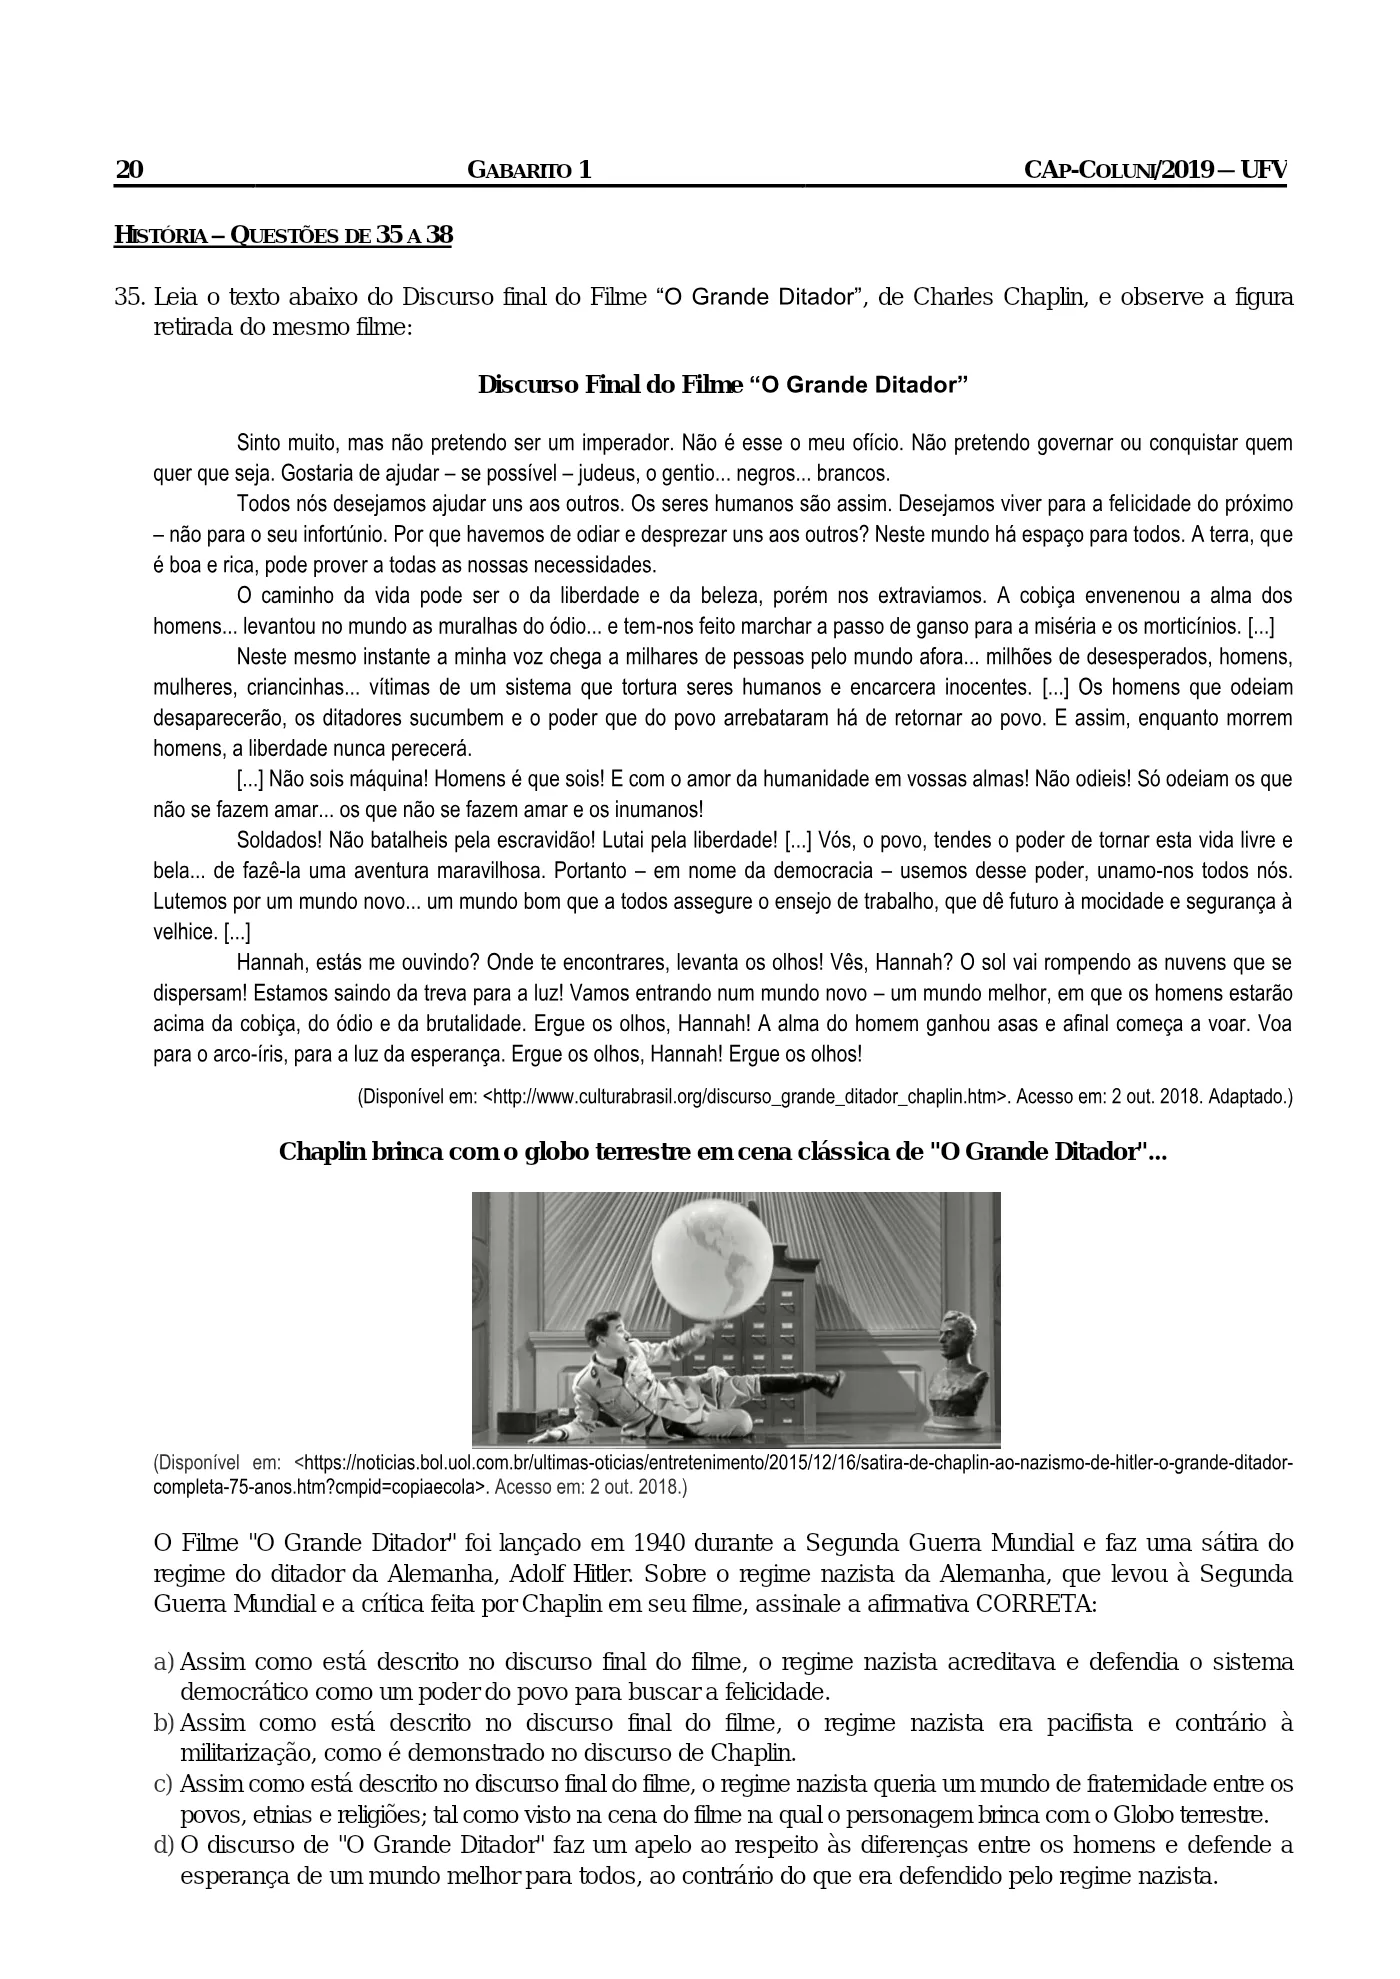 20 GABARITO 1 CAP-COLUNI/2019 – UFV
HISTÓRIA – QUESTÕES DE 35 A 38
35. Leia o texto abaixo do Discurso final do Filme “O Grande Ditador”, de Charles Chaplin, e observe a figura
retirada do mesmo filme:
Discurso Final do Filme “O Grande Ditador”
Sinto muito, mas não pretendo ser um imperador. Não é esse o meu ofício. Não pretendo governar ou conquistar quem
quer que seja. Gostaria de ajudar – se possível – judeus, o gentio... negros... brancos.
Todos nós desejamos ajudar uns aos outros. Os seres humanos são assim. Desejamos viver para a felicidade do próximo
– não para o seu infortúnio. Por que havemos de odiar e desprezar uns aos outros? Neste mundo há espaço para todos. A terra, que
é boa e rica, pode prover a todas as nossas necessidades.
O caminho da vida pode ser o da liberdade e da beleza, porém nos extraviamos. A cobiça envenenou a alma dos
homens... levantou no mundo as muralhas do ódio... e tem-nos feito marchar a passo de ganso para a miséria e os morticínios. [...]
Neste mesmo instante a minha voz chega a milhares de pessoas pelo mundo afora... milhões de desesperados, homens,
mulheres, criancinhas... vítimas de um sistema que tortura seres humanos e encarcera inocentes. [...] Os homens que odeiam
desaparecerão, os ditadores sucumbem e o poder que do povo arrebataram há de retornar ao povo. E assim, enquanto morrem
homens, a liberdade nunca perecerá.
[...] Não sois máquina! Homens é que sois! E com o amor da humanidade em vossas almas! Não odieis! Só odeiam os que
não se fazem amar... os que não se fazem amar e os inumanos!
Soldados! Não batalheis pela escravidão! Lutai pela liberdade! [...] Vós, o povo, tendes o poder de tornar esta vida livre e
bela... de fazê-la uma aventura maravilhosa. Portanto – em nome da democracia – usemos desse poder, unamo-nos todos nós.
Lutemos por um mundo novo... um mundo bom que a todos assegure o ensejo de trabalho, que dê futuro à mocidade e segurança à
velhice. [...]
Hannah, estás me ouvindo? Onde te encontrares, levanta os olhos! Vês, Hannah? O sol vai rompendo as nuvens que se
dispersam! Estamos saindo da treva para a luz! Vamos entrando num mundo novo – um mundo melhor, em que os homens estarão
acima da cobiça, do ódio e da brutalidade. Ergue os olhos, Hannah! A alma do homem ganhou asas e afinal começa a voar. Voa
para o arco-íris, para a luz da esperança. Ergue os olhos, Hannah! Ergue os olhos!
(Disponível em: <http://www.culturabrasil.org/discurso_grande_ditador_chaplin.htm>. Acesso em: 2 out. 2018. Adaptado.)
Chaplin brinca com o globo terrestre em cena clássica de "O Grande Ditador"...
(Disponível em: <https://noticias.bol.uol.com.br/ultimas-oticias/entretenimento/2015/12/16/satira-de-chaplin-ao-nazismo-de-hitler-o-grande-ditador-
completa-75-anos.htm?cmpid=copiaecola>. Acesso em: 2 out. 2018.)
O Filme "O Grande Ditador" foi lançado em 1940 durante a Segunda Guerra Mundial e faz uma sátira do
regime do ditador da Alemanha, Adolf Hitler. Sobre o regime nazista da Alemanha, que levou à Segunda
Guerra Mundial e a crítica feita por Chaplin em seu filme, assinale a afirmativa CORRETA:
a) Assim como está descrito no discurso final do filme, o regime nazista acreditava e defendia o sistema
democrático como um poder do povo para buscar a felicidade.
b) Assim como está descrito no discurso final do filme, o regime nazista era pacifista e contrário à
militarização, como é demonstrado no discurso de Chaplin.
c) Assim como está descrito no discurso final do filme, o regime nazista queria um mundo de fraternidade entre os
povos, etnias e religiões; tal como visto na cena do filme na qual o personagem brinca com o Globo terrestre.
d) O discurso de "O Grande Ditador" faz um apelo ao respeito às diferenças entre os homens e defende a
esperança de um mundo melhor para todos, ao contrário do que era defendido pelo regime nazista.